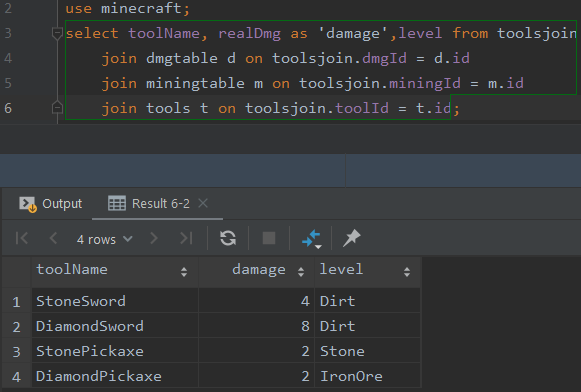 2 use minecraft;
3 select toolName, realDmg as 'damage',level from toolsjoin
4 join dmgtable d on toolsjoin.dmgId = d.id
5 join miningtable m on toolsjoin.miningId = m.id
6 join tools t on toolsjoin.toolId = t.id;
Output Result 6-2
4 rows
toolName damage level
1 StoneSword 4 Dirt
2 DiamondSword 8 Dirt
3 StonePickaxe 2 Stone
4 DiamondPickaxe 2 IronOre